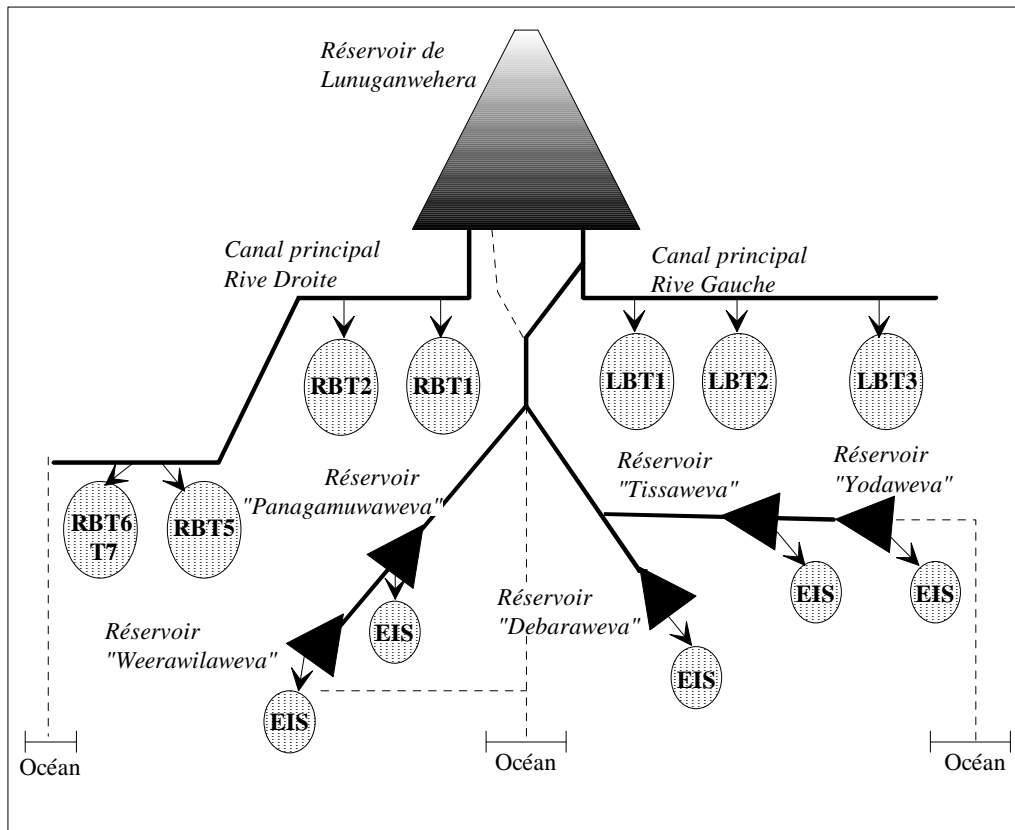 Réservoir de
Lunuganwehera
Canal principal
Rive Droite
Canal principal
Rive Gauche
RBT2
RBT1
LBT1
LBT2
LBT3
Réservoir
"Panagamuwaweva"
Réservoir
"Tissaweva"
Réservoir
"Yodaweva"
RBT6
T7
RBT5
EIS
EIS
EIS
Réservoir
"Debaraweva"
Réservoir
"Weerawilaweva"
EIS
EIS
Océan
Océan
Océan